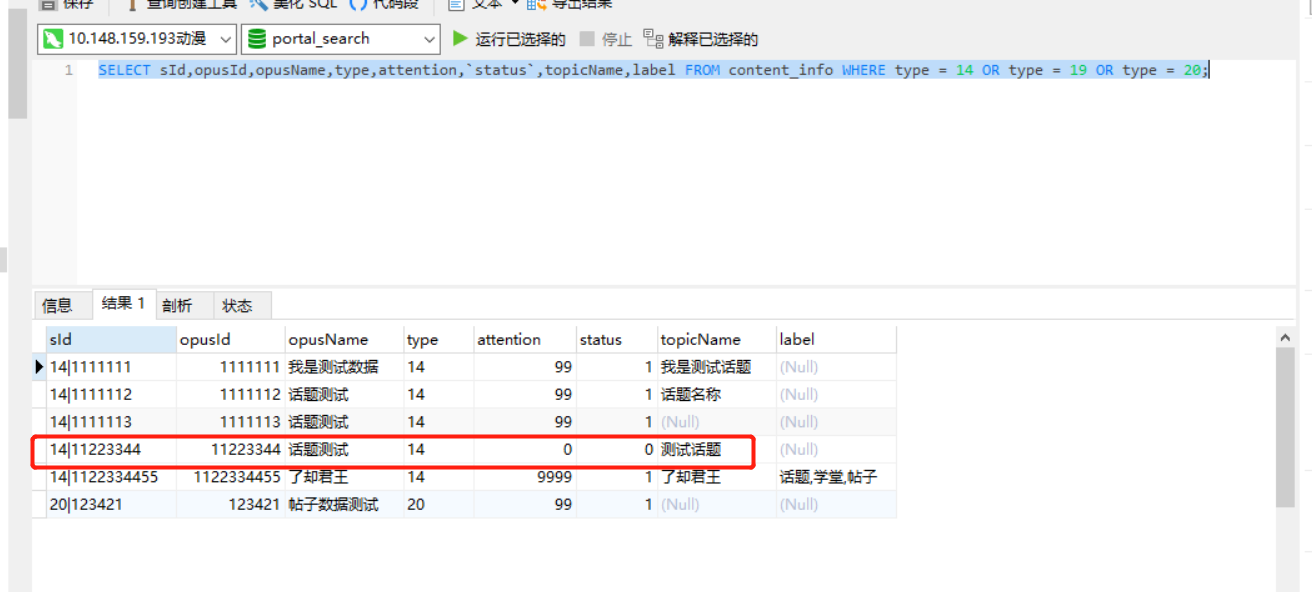 保存 查询创建工具 美化 SQL () 代码段 文本 导出结果
10.148.159.193动漫 portal_search 运行已选择的 停止 解释已选择的
1 SELECT sId,opusId,opusName,type,attention,`status`,topicName,label FROM content_info WHERE type = 14 OR type = 19 OR type = 20;
信息 结果 1 剖析 状态
sId opusId opusName type attention status topicName label
14|1111111 1111111 我是测试数据 14 99 1 我是测试话题 (Null)
14|1111112 1111112 话题测试 14 99 1 话题名称 (Null)
14|1111113 1111113 话题测试 14 99 1 (Null) (Null)
14|11223344 11223344 话题测试 14 0 0 测试话题 (Null)
14|1122334455 1122334455 了却君王 14 9999 1 了却君王 话题,学堂,帖子
20|123421 123421 帖子数据测试 20 99 1 (Null) (Null)